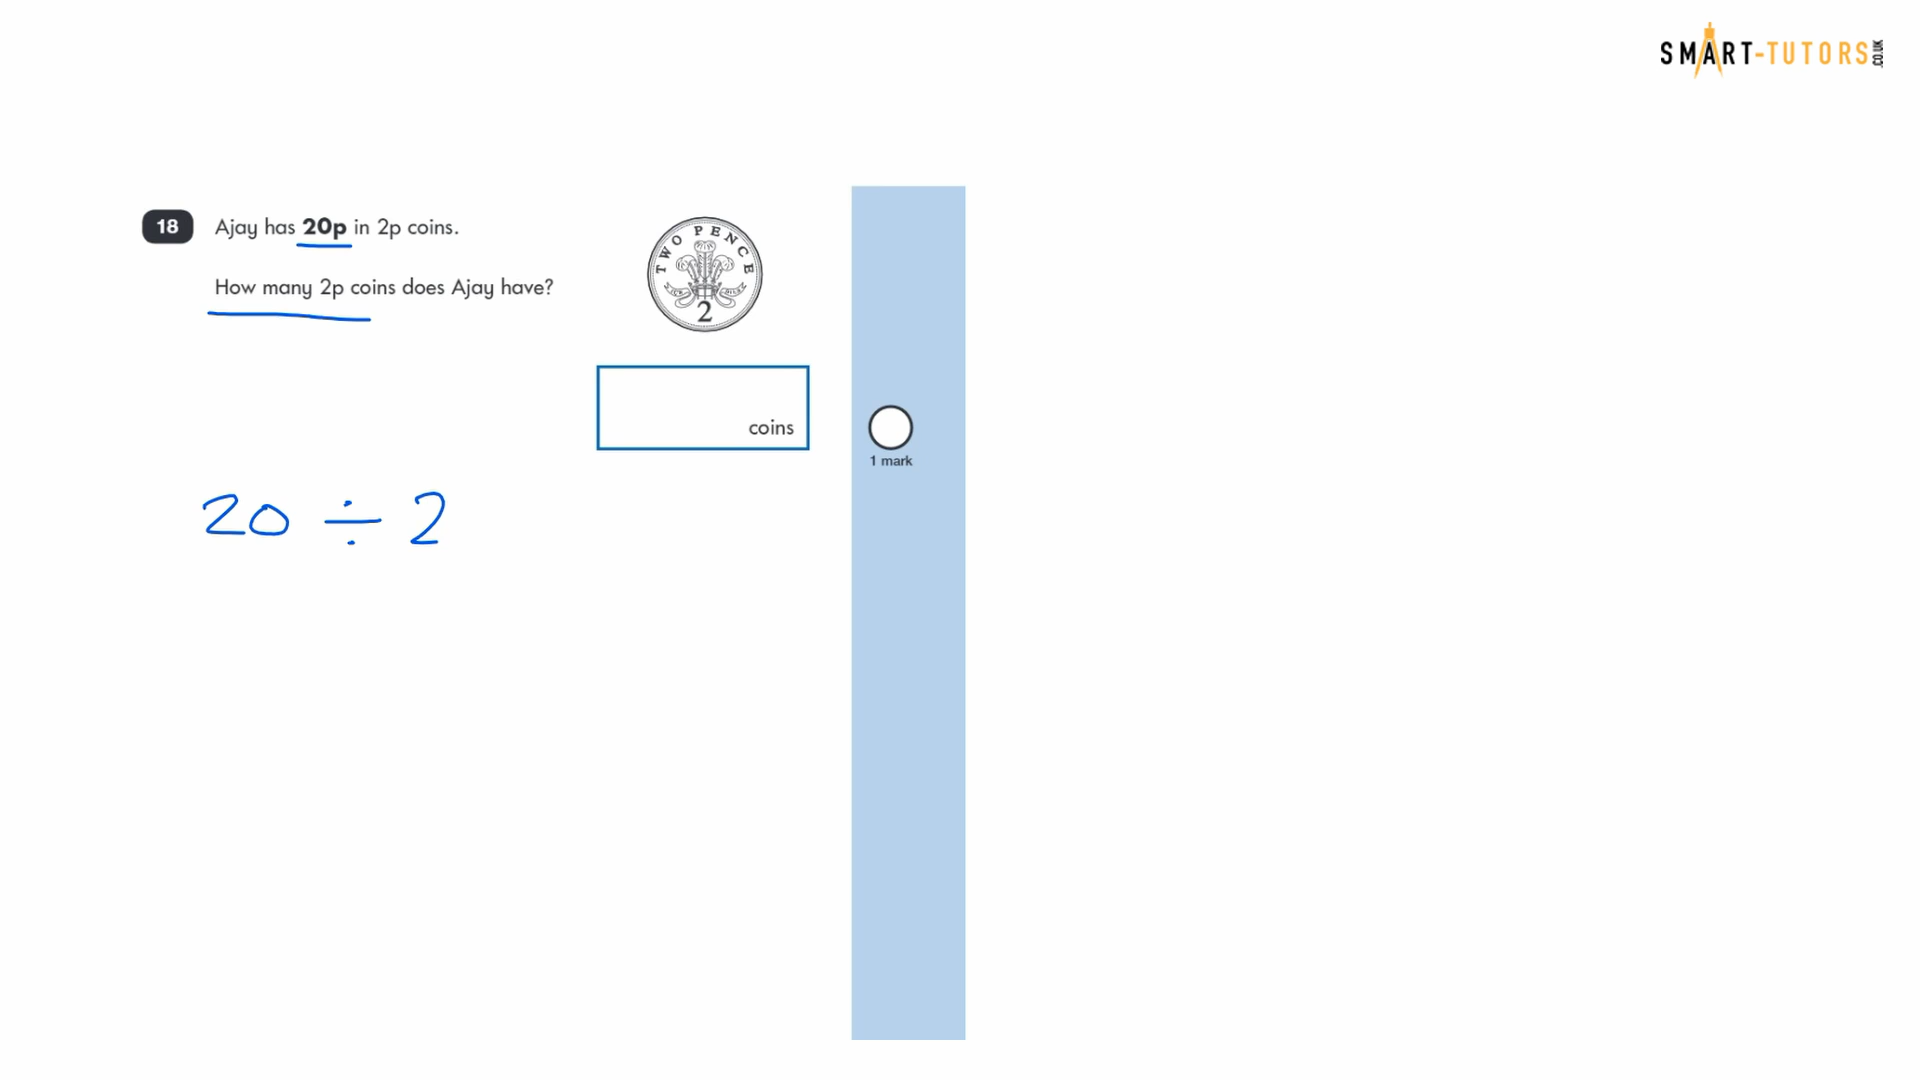 SMART-TUTORS.CO.UK
18 Ajay has 20p in 2p coins.
How many 2p coins does Ajay have?
TWO PENCE
2
coins
1 mark
20 ÷ 2